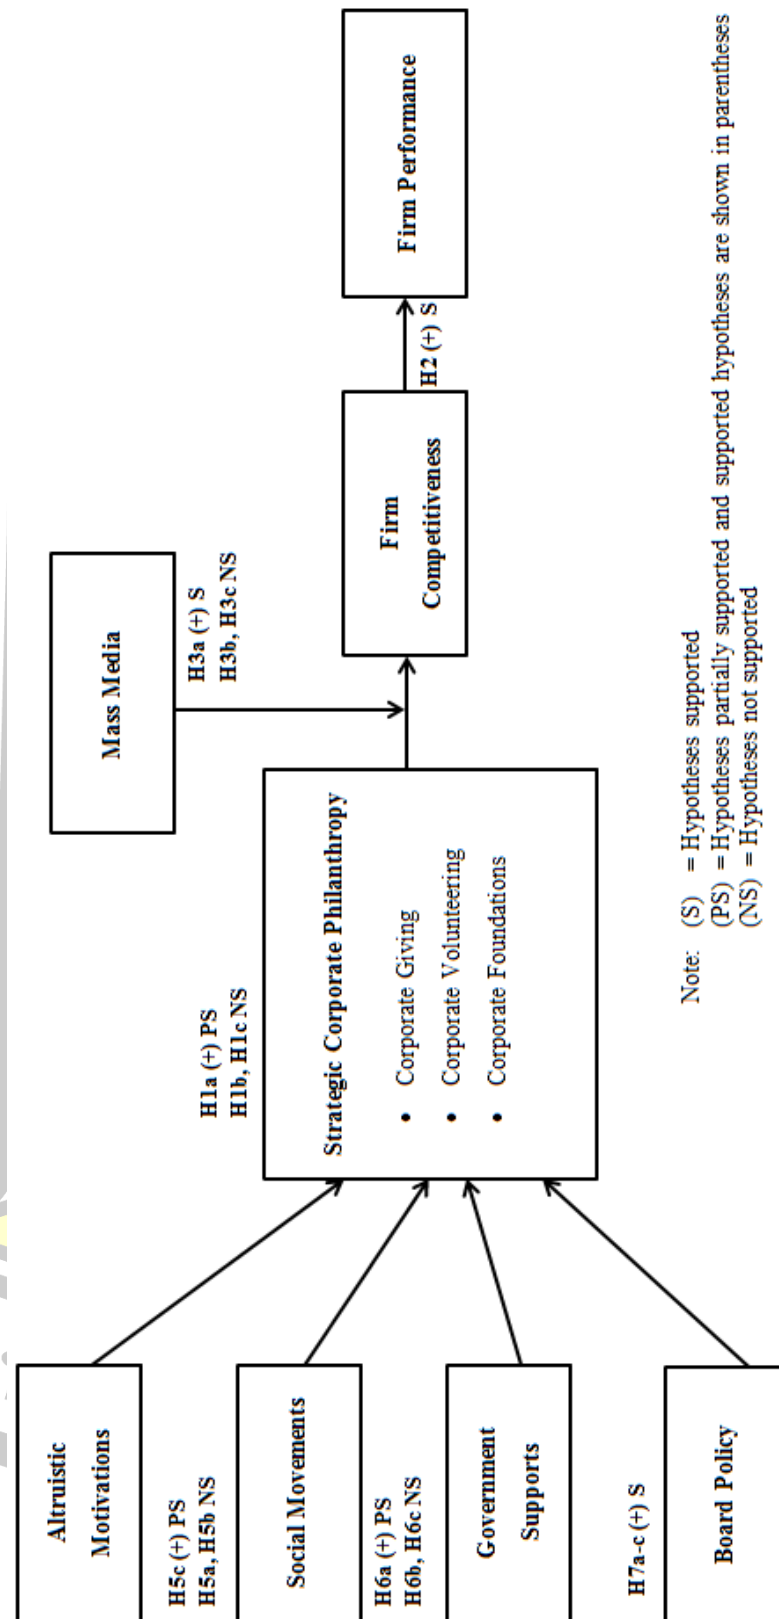 Altruistic
Motivations
H5c (+) PS
H5a, H5b NS
Social Movements
H6a (+) PS
H6b, H6c NS
Government
Supports
H7a-c (+) S
Board Policy
H1a (+) PS
H1b, H1c NS
Strategic Corporate Philanthropy
• Corporate Giving
• Corporate Volunteering
• Corporate Foundations
Mass Media
H3a (+) S
H3b, H3c NS
Firm
Competitiveness
H2 (+) S
Firm Performance
Note: (S) = Hypotheses supported
(PS) = Hypotheses partially supported and supported hypotheses are shown in parentheses
(NS) = Hypotheses not supported